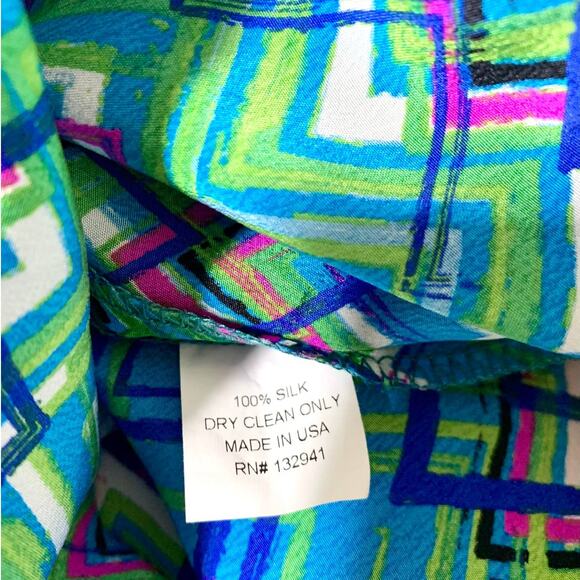 100% SILK
DRY CLEAN ONLY
MADE IN USA
RN# 132941